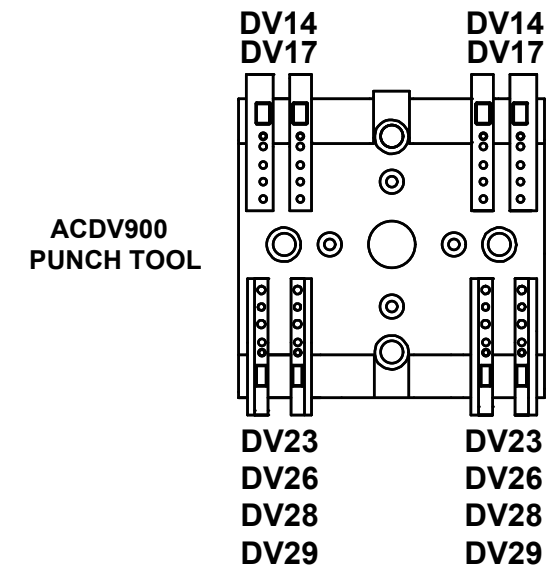 DV14 DV14
DV17 DV17
ACDV900
PUNCH TOOL
DV23 DV23
DV26 DV26
DV28 DV28
DV29 DV29